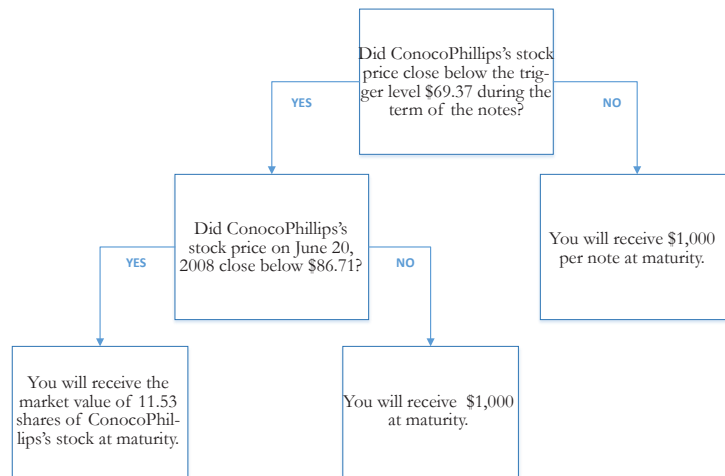 Did ConocoPhillips's stock
price close below the trig-
ger level $69.37 during the
term of the notes?
YES
NO
Did ConocoPhillips's
stock price on June 20,
2008 close below $86.71?
You will receive $1,000
per note at maturity.
YES
NO
You will receive the
market value of 11.53
shares of ConocoPhil-
lips's stock at maturity.
You will receive $1,000
at maturity.